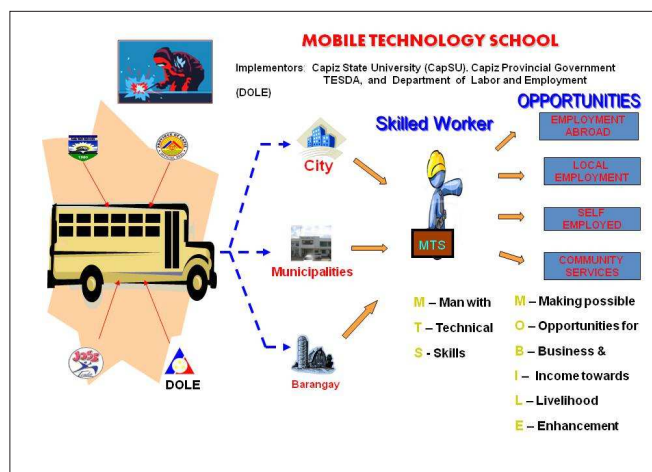 MOBILE TECHNOLOGY SCHOOL
Implementors: Capiz State University (CapSU). Capiz Provincial Government
TESDA, and Department of Labor and Employment
(DOLE)
OPPORTUNITIES
Skilled Worker
EMPLOYMENT
ABROAD
LOCAL
EMPLOYMENT
SELF
EMPLOYED
COMMUNITY
SERVICES
City
Municipalities
Barangay
MTS
DOLE
M – Man with
T – Technical
S - Skills
M – Making possible
O – Opportunities for
B – Business &
I – Income towards
L – Livelihood
E – Enhancement